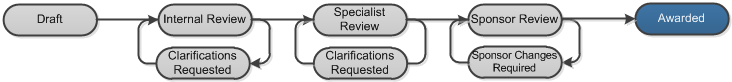 Draft
Internal Review
Specialist
Review
Sponsor Review
Awarded
Clarifications
Requested
Clarifications
Requested
Sponsor Changes
Required